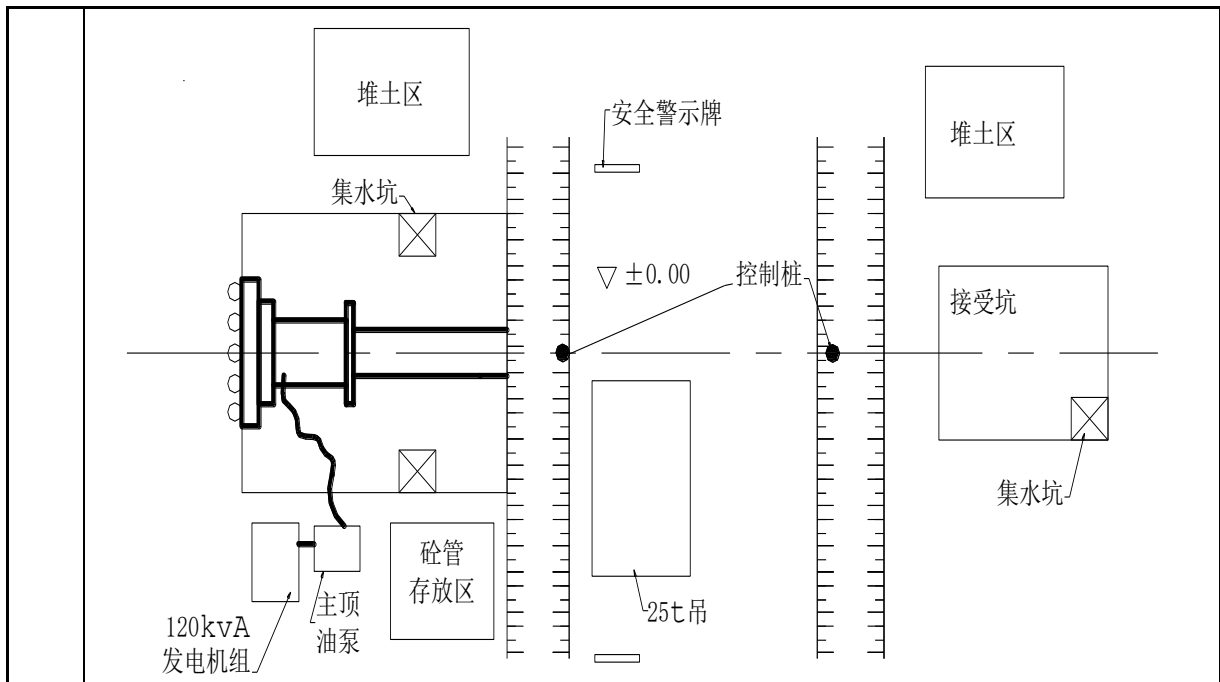 堆土区
安全警示牌
堆土区
集水坑
±0.00
控制桩
接受坑
集水坑
砼管
存放区
主顶
油泵
25t吊
120kvA
发电机组